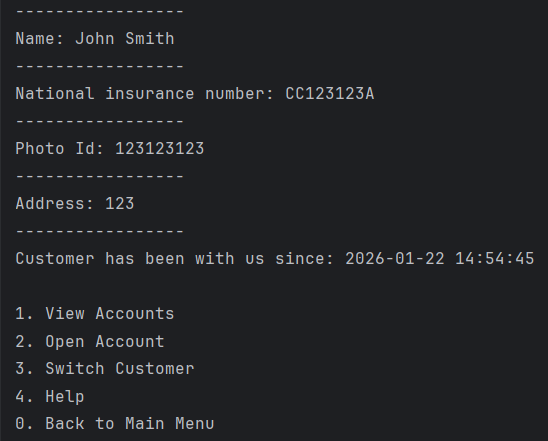 -----------------
Name: John Smith
-----------------
National insurance number: CC123123A
-----------------
Photo Id: 123123123
-----------------
Address: 123
-----------------
Customer has been with us since: 2026-01-22 14:54:45

1. View Accounts
2. Open Account
3. Switch Customer
4. Help
0. Back to Main Menu